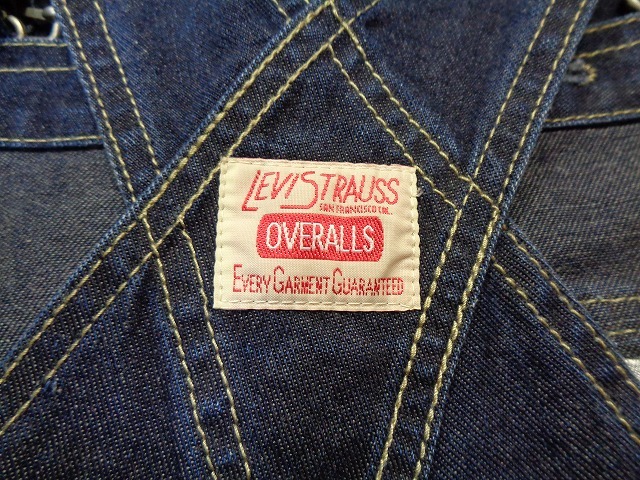 LEVI STRAUSS
SAN FRANCISCO CAL.
OVERALLS
EVERY GARMENT GUARANTEED